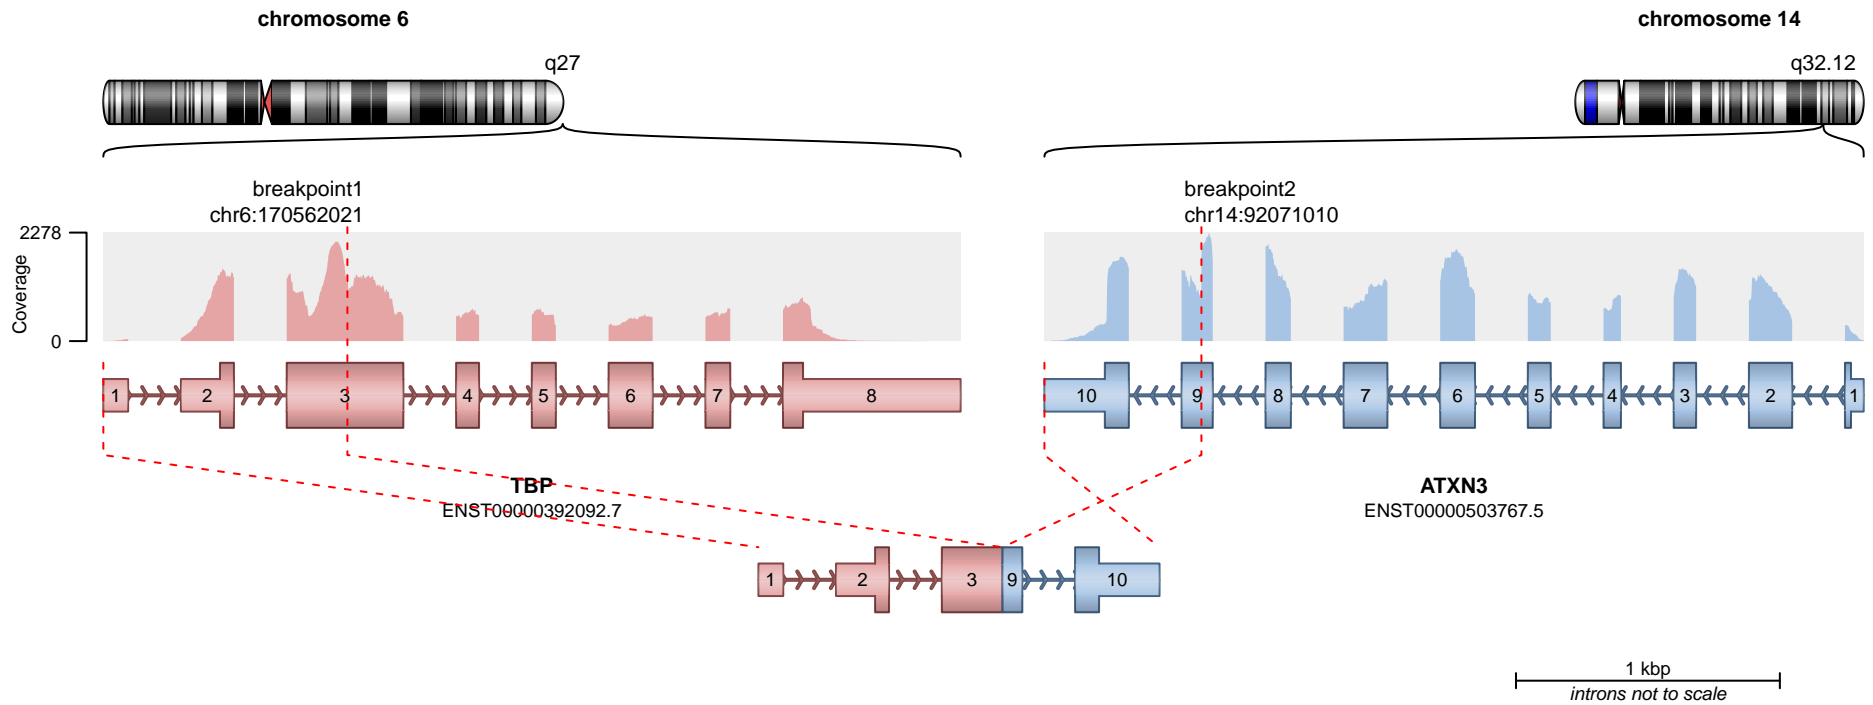 chromosome 6
chromosome 14
q27
q32.12
breakpoint1
chr6:170562021
breakpoint2
chr14:92071010
2278
Coverage
0
1 2 3 4 5 6 7 8
10 9 8 7 6 5 4 3 2 1
TBP
ENST00000392092.7
ATXN3
ENST00000503767.5
1 2 3 9 10
1 kbp
introns not to scale